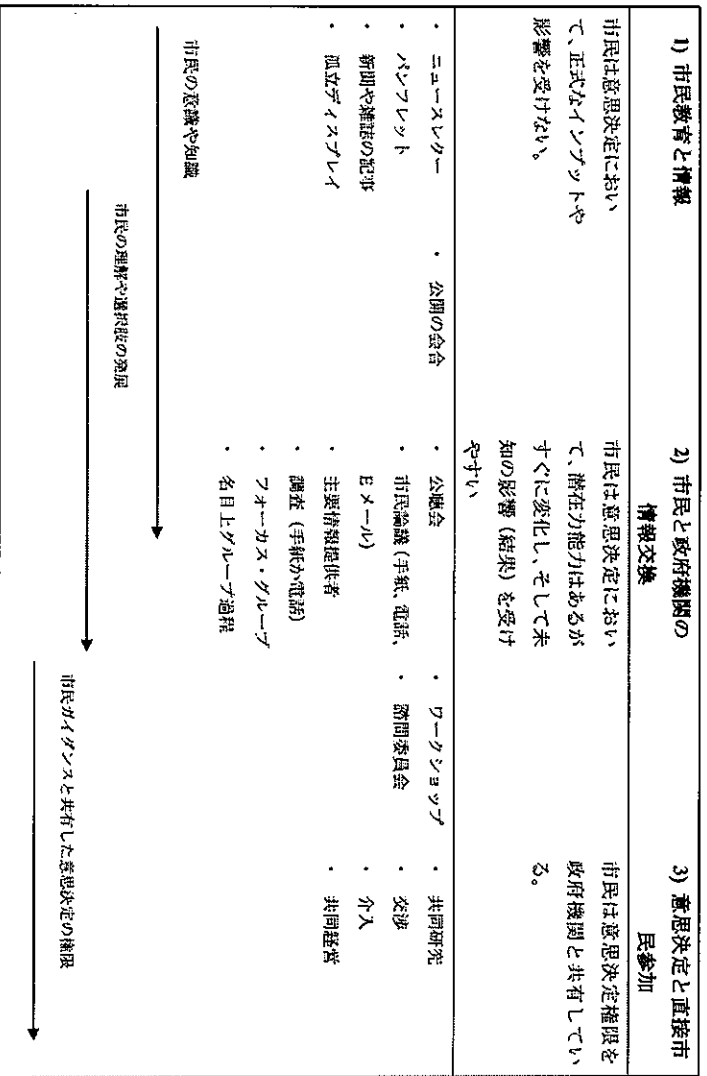 1) 市民教育と情報
市民は意思決定におい
て、正式なインプットや
影響を受けない。
2) 市民と政府機関の
情報交換
市民は意思決定におい
て、潜在力能力はあるが
すぐに変化し、そして未
知の影響（結果）を受け
やすい
3) 意思決定と直接市
民参加
市民は意思決定権限を
政府機関と共有してい
る。
・ ニュースレター
・ パンフレット
・ 新聞や雑誌の記事
・ 孤立ディスプレイ
・ 公開の会合
・ 公聴会
・ 市民論議（手紙、電話、
Eメール）
・ 主要情報提供者
・ 調査（手紙か電話）
・ フォーカス・グループ
・ 名目上グループ過程
・ ワークショップ
・ 諮問委員会
・ 共同研究
・ 交渉
・ 介入
・ 共同経営
市民の意識や知識
市民の理解や選択肢の発展
市民ガイダンスと共有した意思決定の権限